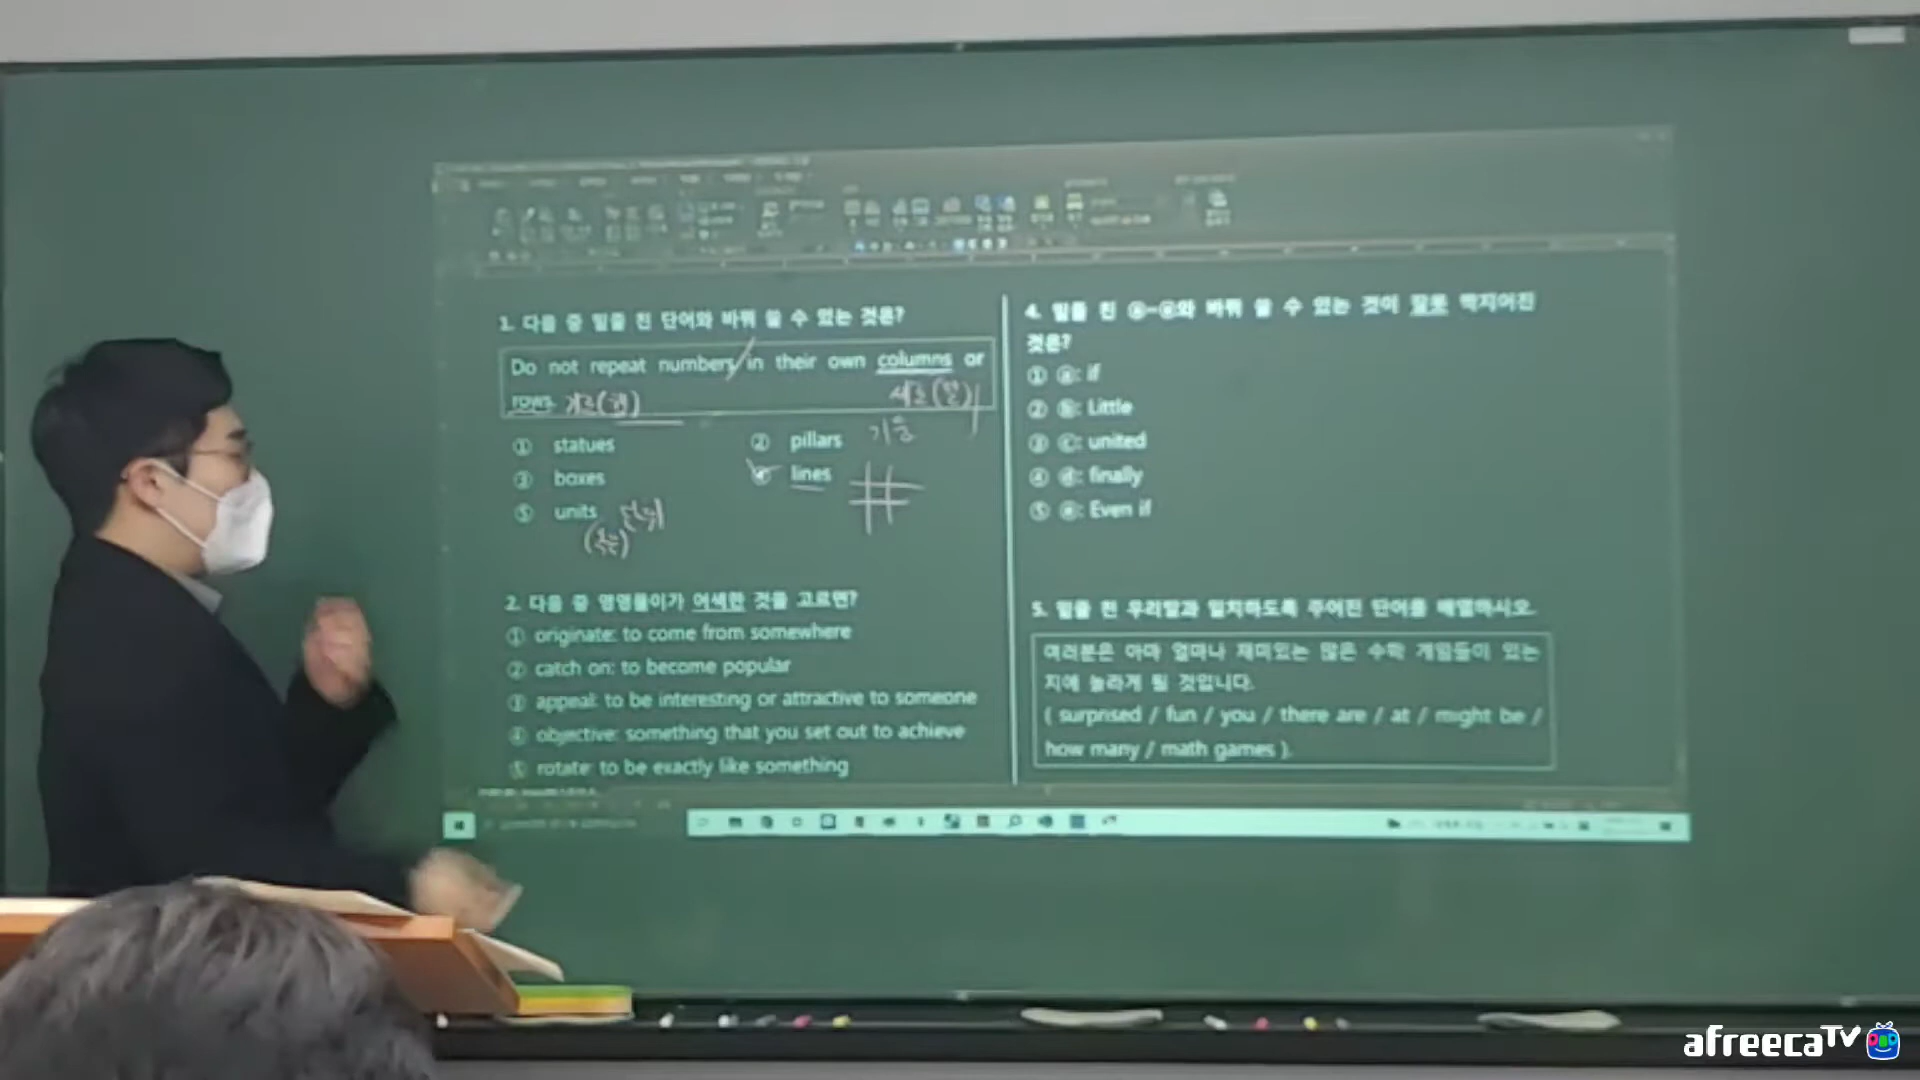 1. 다음 중 밑줄 친 단어와 바꿔 쓸 수 있는 것은?
Do not repeat numbers in their own columns or
rows. 가로(행) 세로(열)
① statues ② pillars 기둥
③ boxes ④ lines
⑤ units 단위
2. 다음 중 영영풀이가 어색한 것을 고르면?
① originate: to come from somewhere
② catch on: to become popular
③ appeal: to be interesting or attractive to someone
④ objective: something that you set out to achieve
⑤ rotate: to be exactly like something
4. 밑줄 친 ⓐ~ⓔ와 바꿔 쓸 수 있는 것이 잘못 짝지어진
것은?
① ⓐ: if
② ⓑ: Little
③ ⓒ: united
④ ⓓ: finally
⑤ ⓔ: Even if
5. 밑줄 친 우리말과 일치하도록 주어진 단어를 배열하시오.
여러분은 아마 얼마나 재미있는 많은 수학 게임들이 있는
지에 놀라게 될 것입니다.
( surprised / fun / you / there are / at / might be /
how many / math games ).
afreecaTV